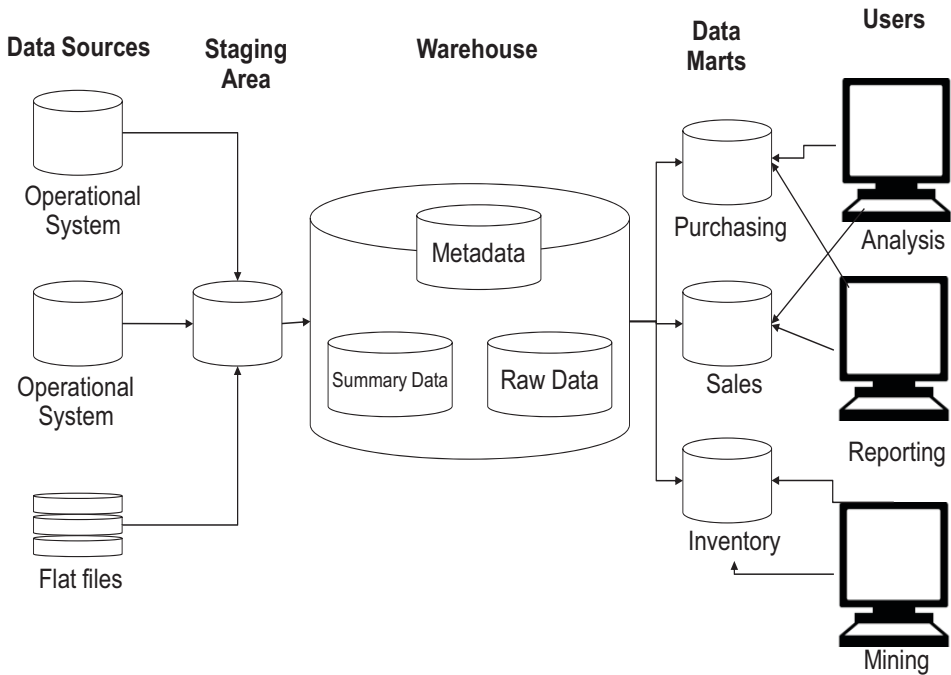 Data Sources
Staging
Area
Warehouse
Data
Marts
Users
Operational
System
Operational
System
Flat files
Metadata
Summary Data
Raw Data
Purchasing
Sales
Inventory
Analysis
Reporting
Mining